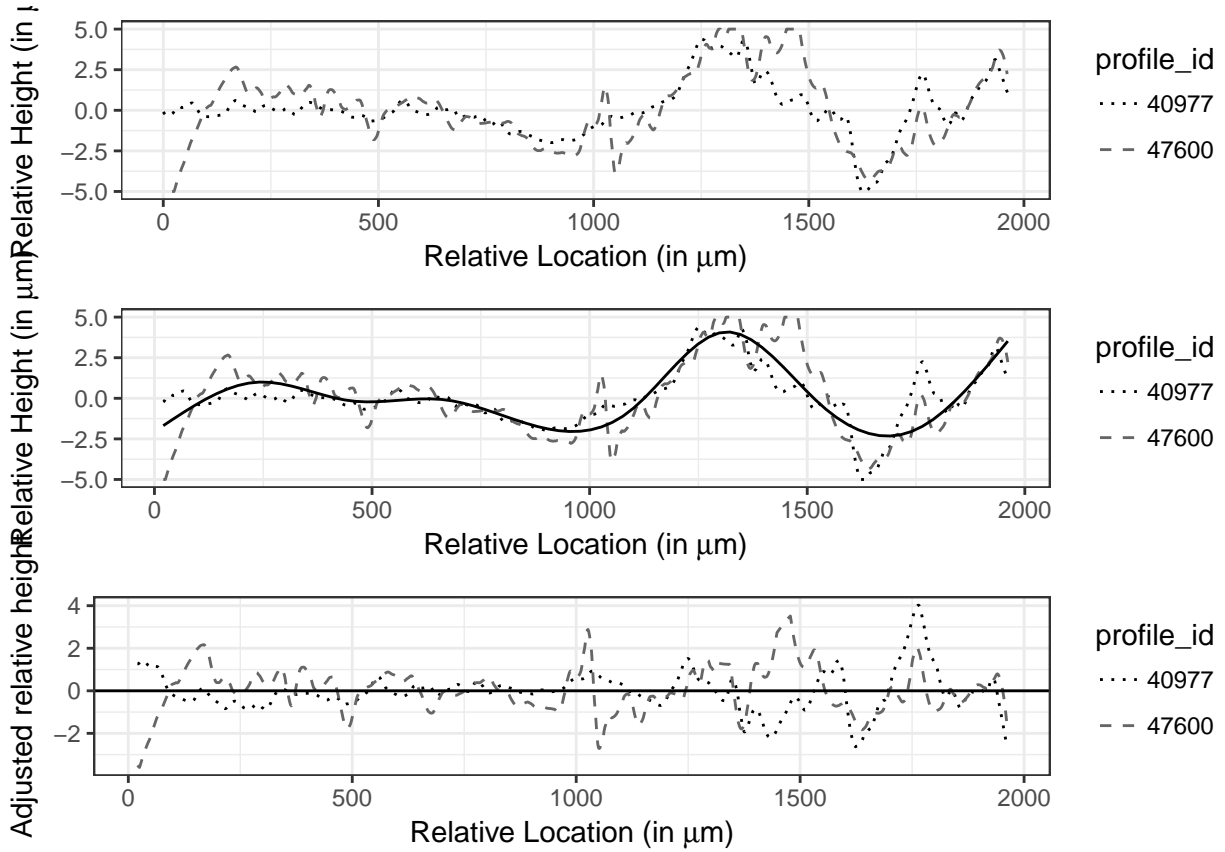 Relative Height (in μ
5.0
2.5
0.0
−2.5
−5.0
0 500 1000 1500 2000
Relative Location (in μm)
profile_id
40977
47600
Relative Height (in μm)
5.0
2.5
0.0
−2.5
−5.0
0 500 1000 1500 2000
Relative Location (in μm)
profile_id
40977
47600
Adjusted relative height
4
2
0
−2
0 500 1000 1500 2000
Relative Location (in μm)
profile_id
40977
47600